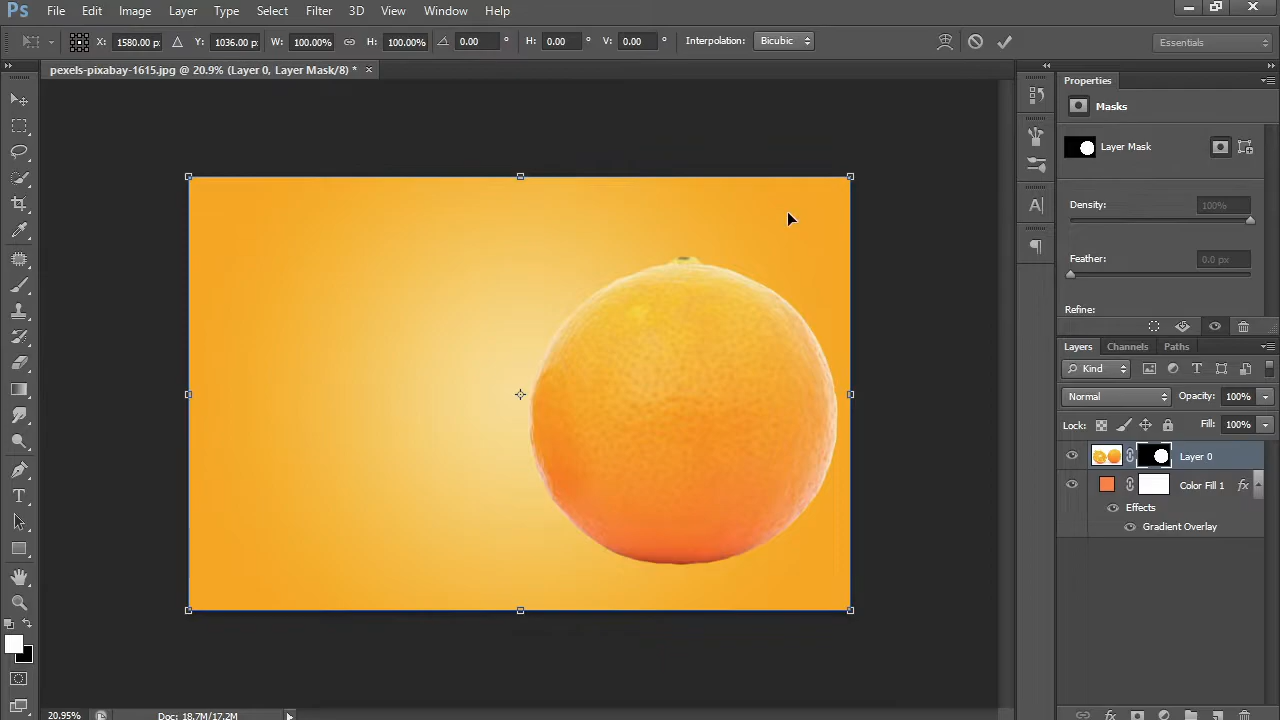 Ps File Edit Image Layer Type Select Filter 3D View Window Help
X: 1580.00 px Y: 1036.00 px W: 100.00% H: 100.00% 0.00 ° H: 0.00 ° V: 0.00 ° Interpolation: Bicubic Essentials
pexels-pixabay-1615.jpg @ 20.9% (Layer 0, Layer Mask/8) * ×
Properties
Masks
Layer Mask
Density: 100%
Feather: 0.0 px
Refine:
Layers Channels Paths
Kind
Normal Opacity: 100%
Lock: Fill: 100%
Layer 0
Color Fill 1 fx
Effects
Gradient Overlay
20.95% Doc: 18.7M/17.2M